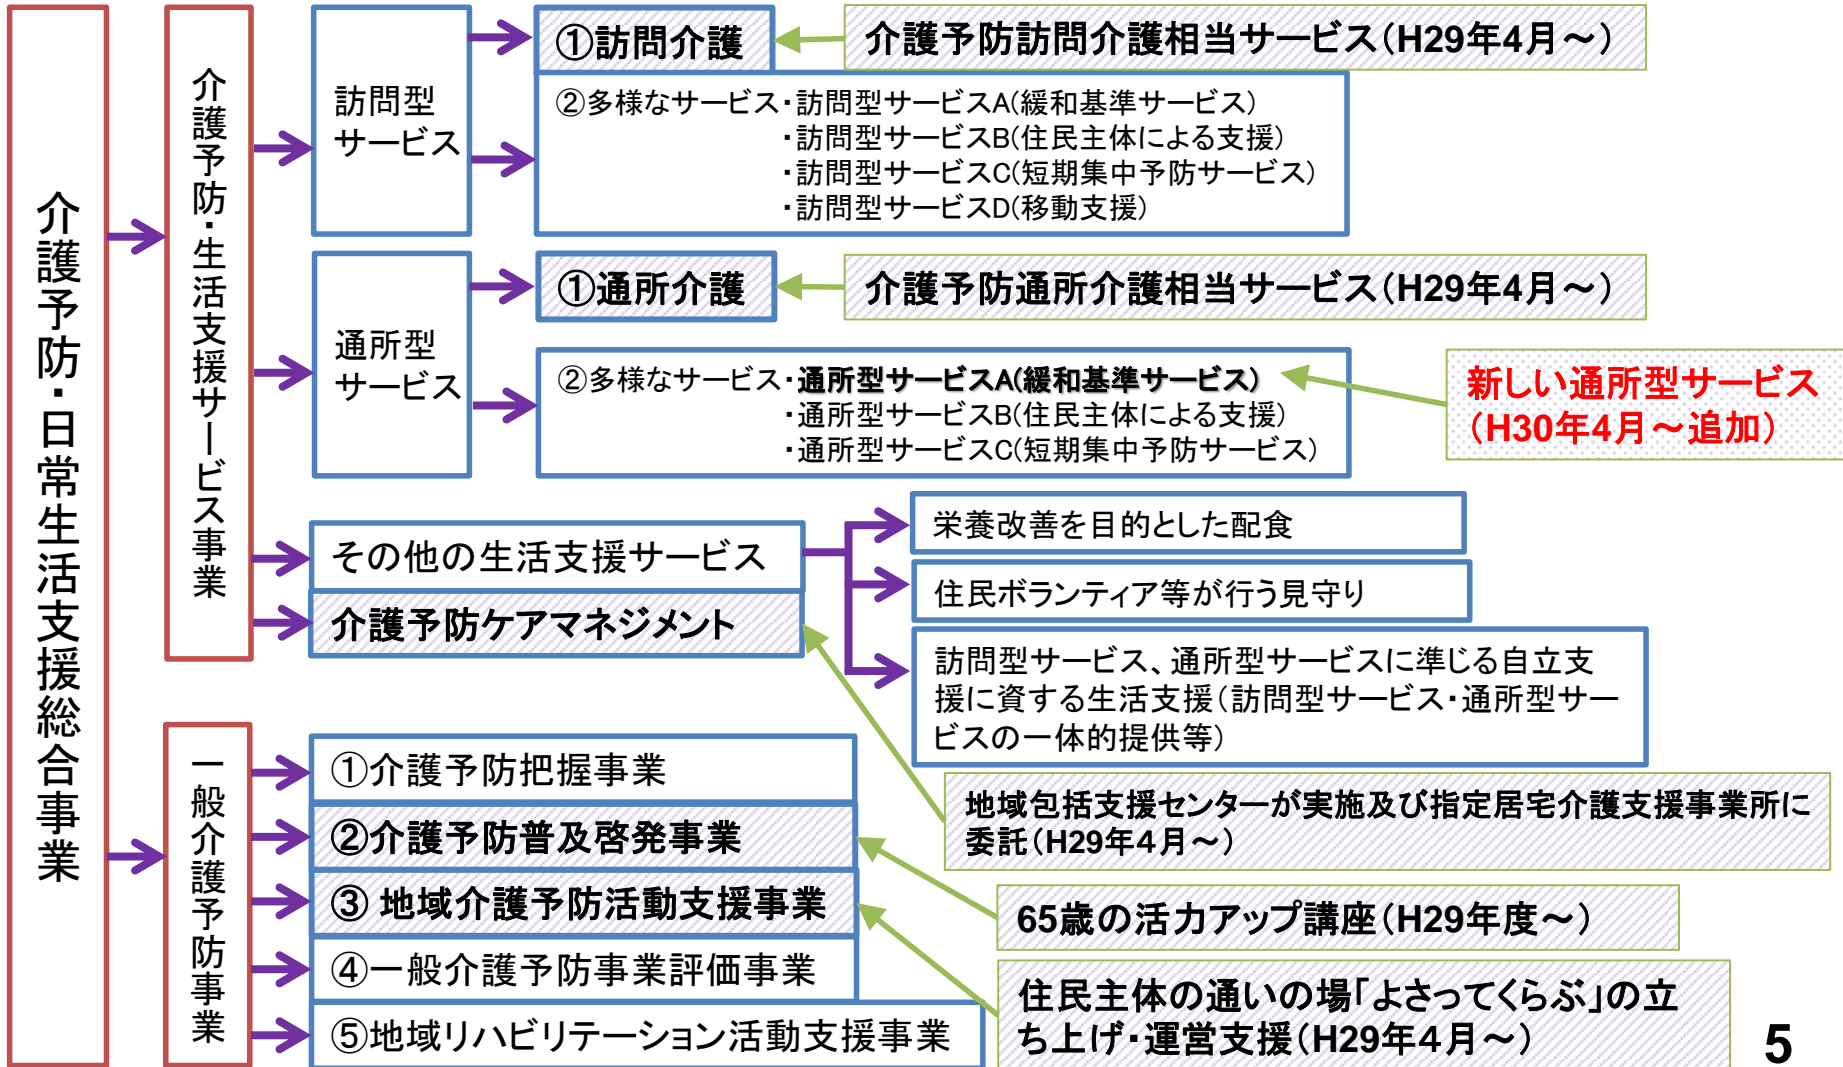 介護予防・日常生活支援総合事業
介護予防・生活支援サービス事業
訪問型
サービス
①訪問介護
介護予防訪問介護相当サービス（H29年4月～）
②多様なサービス・訪問型サービスA(緩和基準サービス)
・訪問型サービスB(住民主体による支援)
・訪問型サービスC(短期集中予防サービス)
・訪問型サービスD(移動支援)
通所型
サービス
①通所介護
介護予防通所介護相当サービス（H29年4月～）
②多様なサービス・通所型サービスA(緩和基準サービス)
・通所型サービスB(住民主体による支援)
・通所型サービスC(短期集中予防サービス)
新しい通所型サービス
（H30年4月～追加）
その他の生活支援サービス
栄養改善を目的とした配食
住民ボランティア等が行う見守り
訪問型サービス、通所型サービスに準じる自立支
援に資する生活支援（訪問型サービス・通所型サー
ビスの一体的提供等）
介護予防ケアマネジメント
地域包括支援センターが実施及び指定居宅介護支援事業所に
委託（H29年４月～）
一般介護予防事業
①介護予防把握事業
②介護予防普及啓発事業
65歳の活力アップ講座（H29年度～）
③ 地域介護予防活動支援事業
住民主体の通いの場「よさってくらぶ」の立
ち上げ・運営支援（H29年４月～）
④一般介護予防事業評価事業
⑤地域リハビリテーション活動支援事業
5